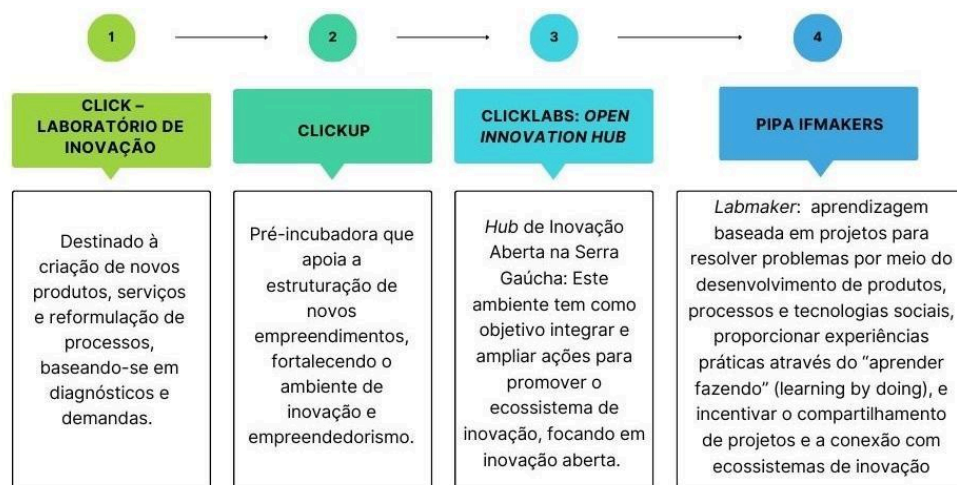 1
2
3
4
CLICK –
LABORATÓRIO DE
INOVAÇÃO
CLICKUP
CLICKLABS: OPEN
INNOVATION HUB
PIPA IFMAKERS
Destinado à
criação de novos
produtos, serviços
e reformulação de
processos,
baseando-se em
diagnósticos e
demandas.
Pré-incubadora que
apoia a
estruturação de
novos
empreendimentos,
fortalecendo o
ambiente de
inovação e
empreendedorismo.
Hub de Inovação
Aberta na Serra
Gaúcha: Este
ambiente tem como
objetivo integrar e
ampliar ações para
promover o
ecossistema de
inovação, focando em
inovação aberta.
Labmaker: aprendizagem
baseada em projetos para
resolver problemas por meio do
desenvolvimento de produtos,
processos e tecnologias sociais,
proporcionar experiências
práticas através do “aprender
fazendo” (learning by doing), e
incentivar o compartilhamento
de projetos e a conexão com
ecossistemas de inovação